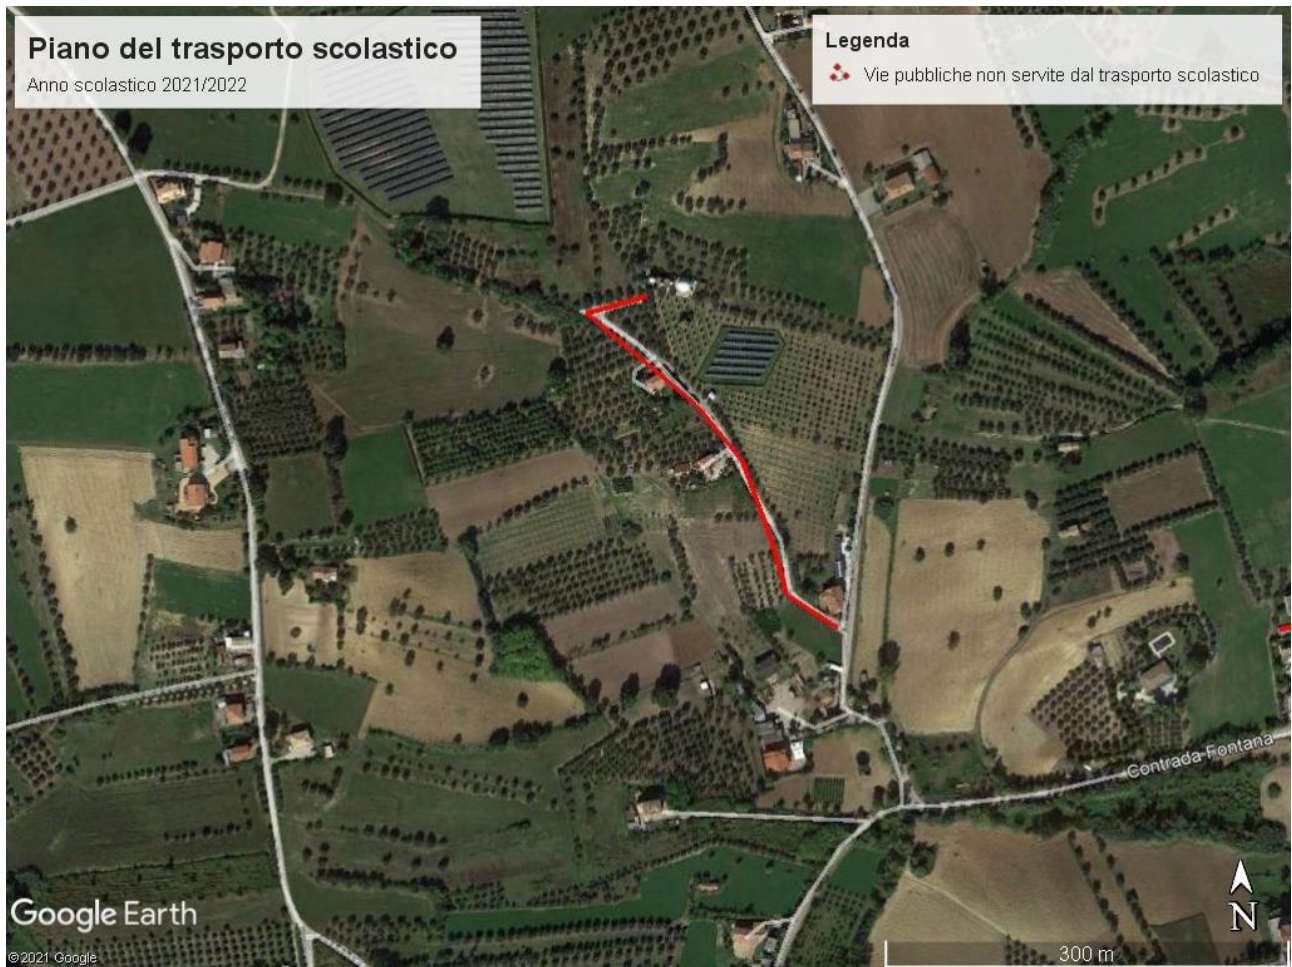 Piano del trasporto scolastico
Anno scolastico 2021/2022
Legenda
Vie pubbliche non servite dal trasporto scolastico
Contrada Fontana
Google Earth
N
©2021 Google
300 m